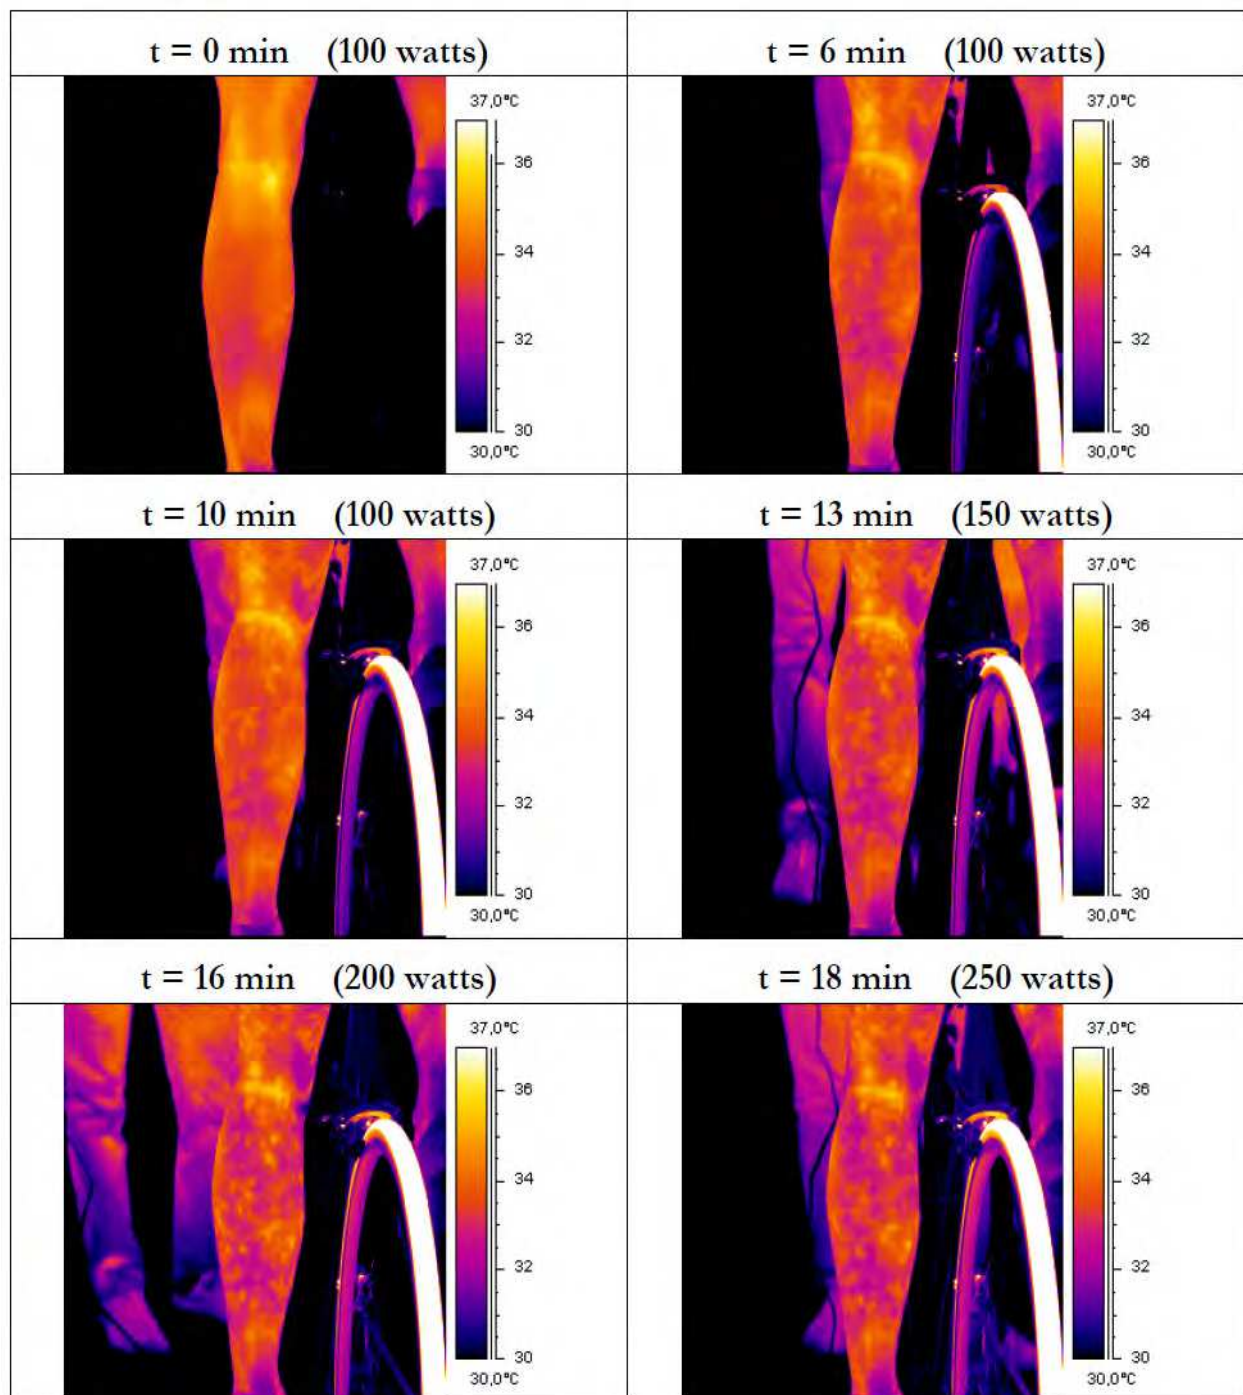 t = 0 min (100 watts)
t = 6 min (100 watts)
37,0°C
36
34
32
30
30,0°C
37,0°C
36
34
32
30
30,0°C
t = 10 min (100 watts)
t = 13 min (150 watts)
37,0°C
36
34
32
30
30,0°C
37,0°C
36
34
32
30
30,0°C
t = 16 min (200 watts)
t = 18 min (250 watts)
37,0°C
36
34
32
30
30,0°C
37,0°C
36
34
32
30
30,0°C